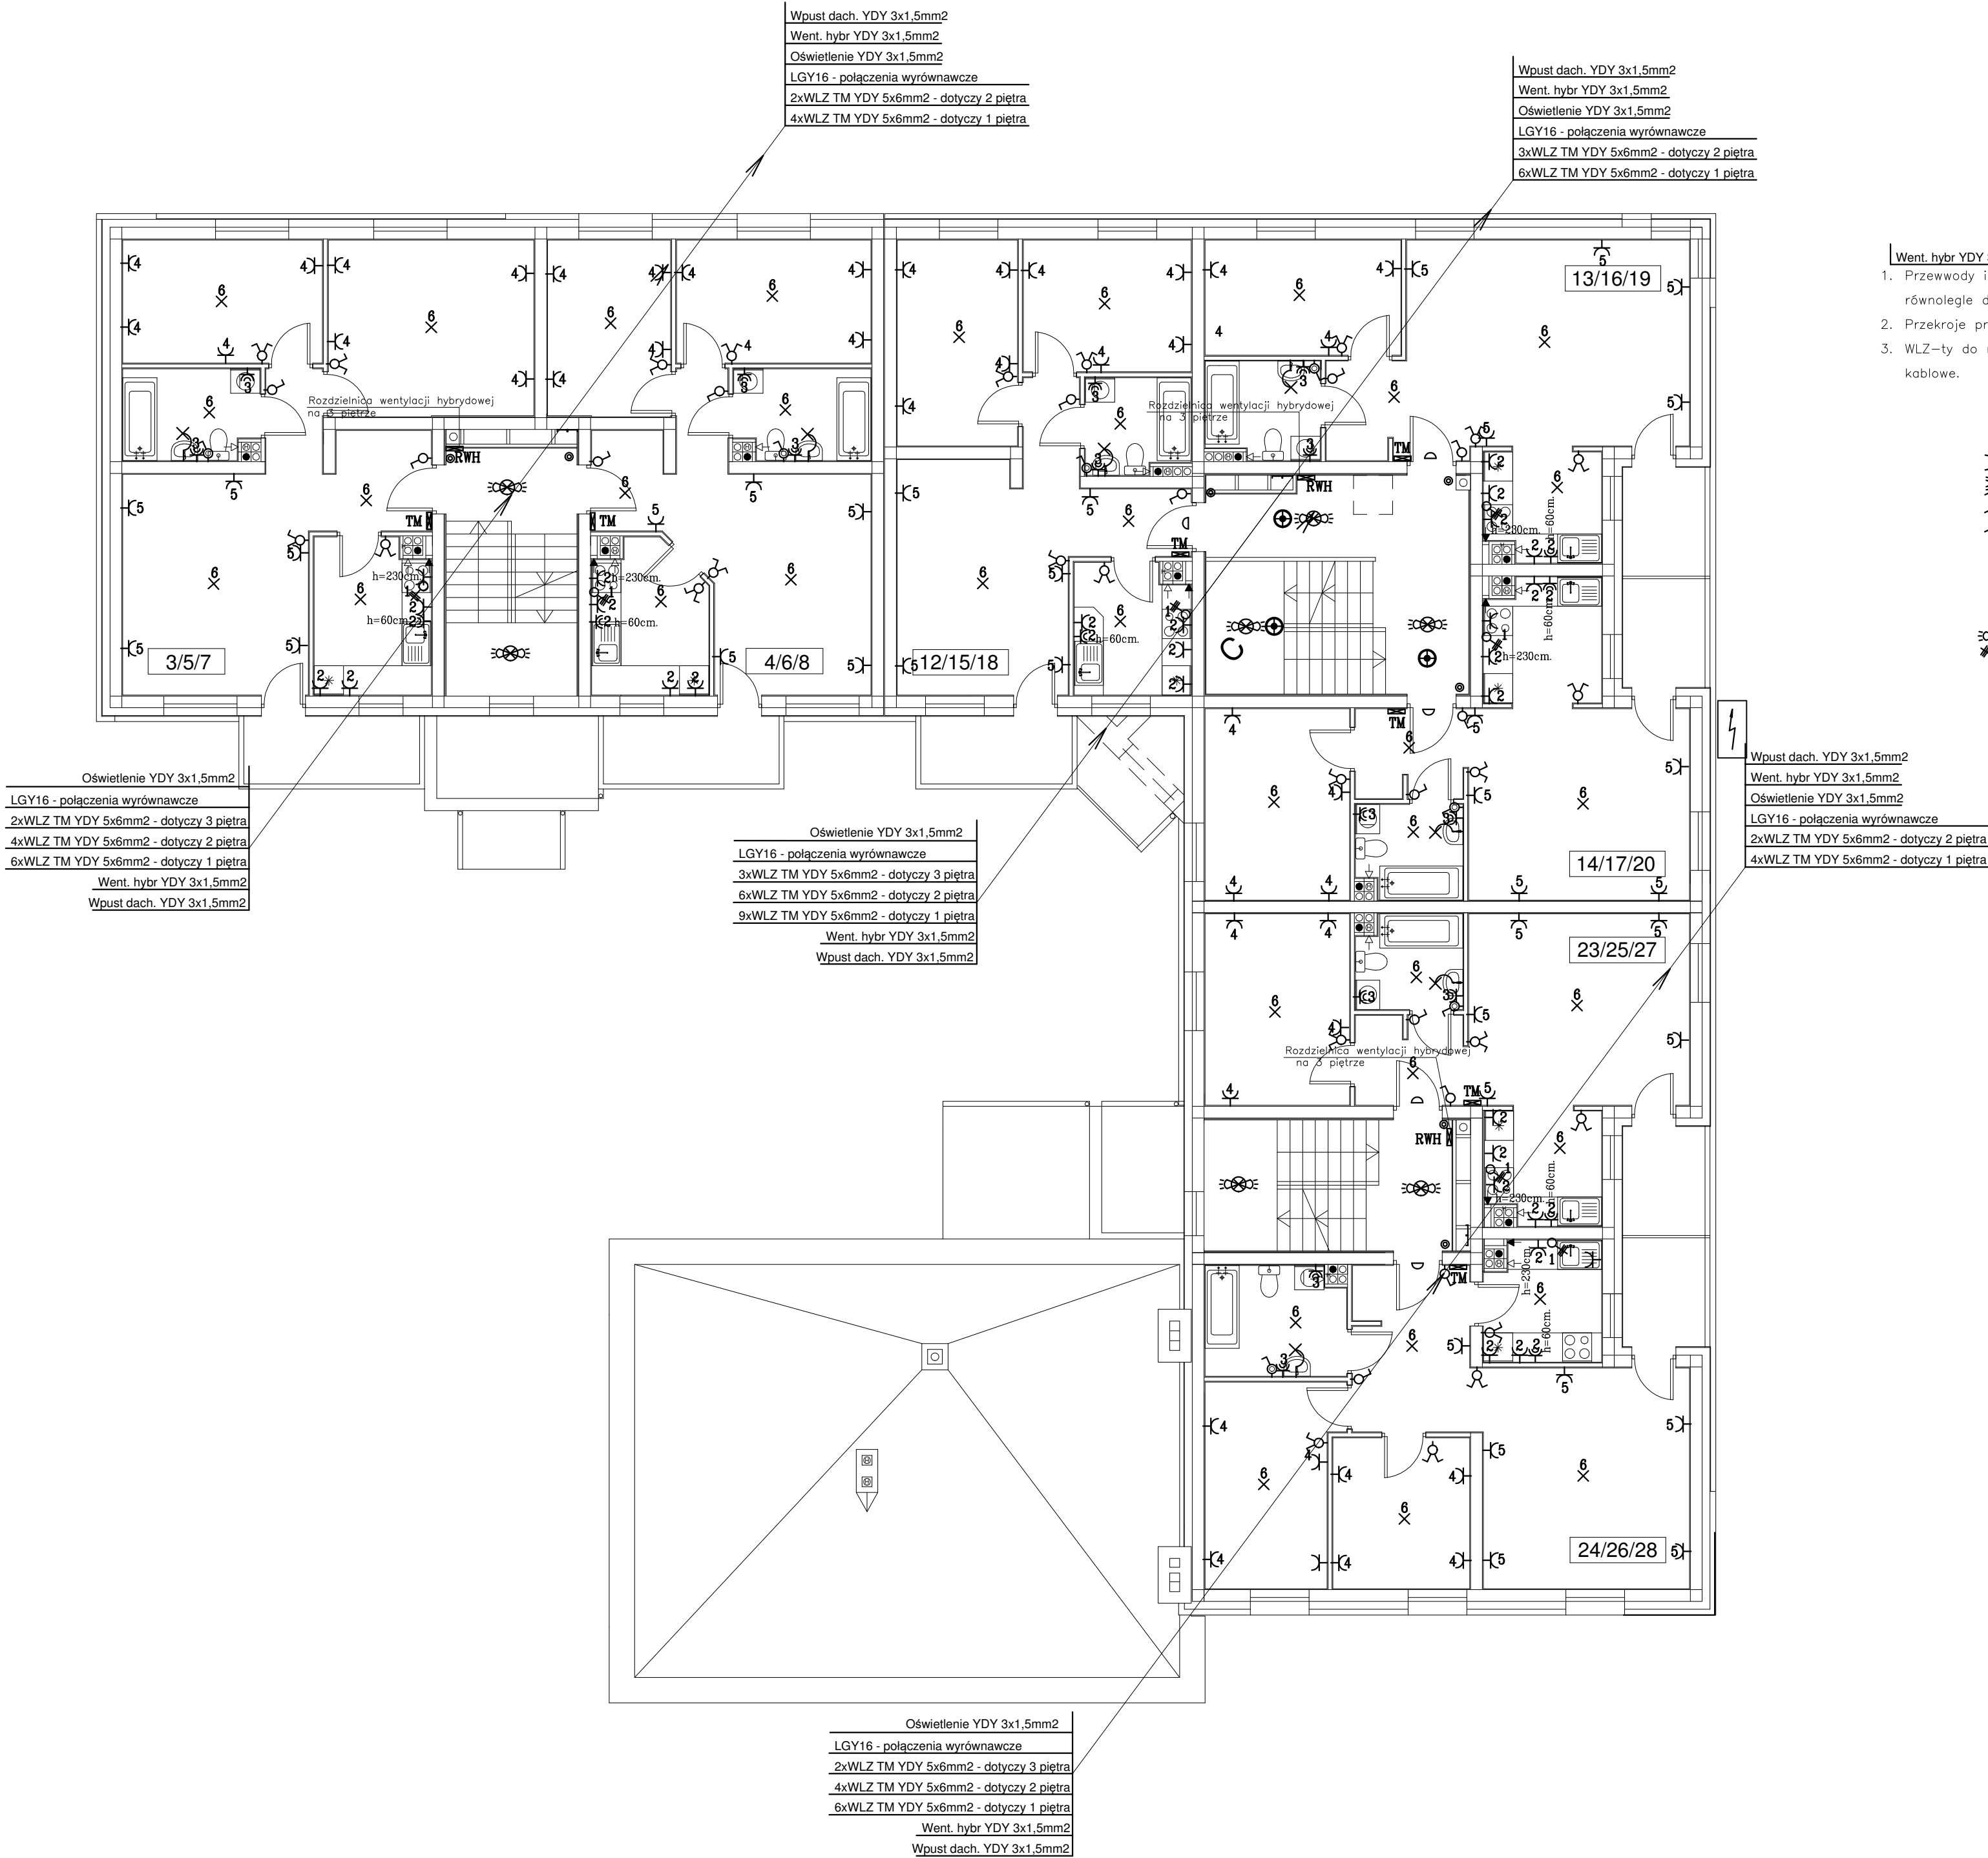 Wpust dach. YDY 3x1,5mm2
Went. hybr YDY 3x1,5mm2
Oświetlenie YDY 3x1,5mm2
LGY16 - połączenia wyrównawcze
2xWLZ TM YDY 5x6mm2 - dotyczy 2 piętra
4xWLZ TM YDY 5x6mm2 - dotyczy 1 piętra
Wpust dach. YDY 3x1,5mm2
Went. hybr YDY 3x1,5mm2
Oświetlenie YDY 3x1,5mm2
LGY16 - połączenia wyrównawcze
3xWLZ TM YDY 5x6mm2 - dotyczy 2 piętra
6xWLZ TM YDY 5x6mm2 - dotyczy 1 piętra
Went. hybr YDY
1. Przewwody i
równolegle
2. Przekroje
3. WLZ-ty do
kablowe.
13/16/19
Rozdzielnica wentylacji hybrydowej
na 3 piętrze
RWH
TM
TM
h=230cm.
h=60cm.
h=230cm.
h=60cm.
3/5/7
4/6/8
12/15/18
Rozdzielnica wentylacji hybrydowej
na 3 piętrze
TM
RWH
TM
h=60cm.
h=230cm.
h=60cm.
h=60cm.
h=230cm.
TM
14/17/20
23/25/27
Oświetlenie YDY 3x1,5mm2
LGY16 - połączenia wyrównawcze
2xWLZ TM YDY 5x6mm2 - dotyczy 3 piętra
4xWLZ TM YDY 5x6mm2 - dotyczy 2 piętra
6xWLZ TM YDY 5x6mm2 - dotyczy 1 piętra
Went. hybr YDY 3x1,5mm2
Wpust dach. YDY 3x1,5mm2
Oświetlenie YDY 3x1,5mm2
LGY16 - połączenia wyrównawcze
3xWLZ TM YDY 5x6mm2 - dotyczy 3 piętra
6xWLZ TM YDY 5x6mm2 - dotyczy 2 piętra
9xWLZ TM YDY 5x6mm2 - dotyczy 1 piętra
Went. hybr YDY 3x1,5mm2
Wpust dach. YDY 3x1,5mm2
Wpust dach. YDY 3x1,5mm2
Went. hybr YDY 3x1,5mm2
Oświetlenie YDY 3x1,5mm2
LGY16 - połączenia wyrównawcze
2xWLZ TM YDY 5x6mm2 - dotyczy 2 piętra
4xWLZ TM YDY 5x6mm2 - dotyczy 1 piętra
Rozdzielnica wentylacji hybrydowej
na 3 piętrze
TM
RWH
h=230cm.
h=60cm.
TM
h=230cm.
h=60cm.
24/26/28
Oświetlenie YDY 3x1,5mm2
LGY16 - połączenia wyrównawcze
2xWLZ TM YDY 5x6mm2 - dotyczy 3 piętra
4xWLZ TM YDY 5x6mm2 - dotyczy 2 piętra
6xWLZ TM YDY 5x6mm2 - dotyczy 1 piętra
Went. hybr YDY 3x1,5mm2
Wpust dach. YDY 3x1,5mm2